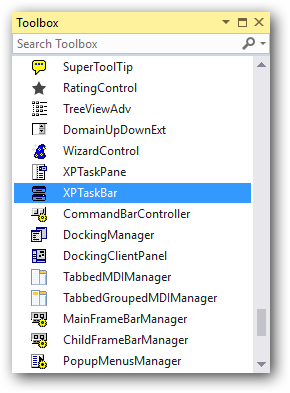 Toolbox
Search Toolbox
SuperToolTip
RatingControl
TreeViewAdv
DomainUpDownExt
WizardControl
XPTaskPane
XPTaskBar
CommandBarController
DockingManager
DockingClientPanel
TabbedMDIManager
TabbedGroupedMDIManager
MainFrameBarManager
ChildFrameBarManager
PopupMenusManager